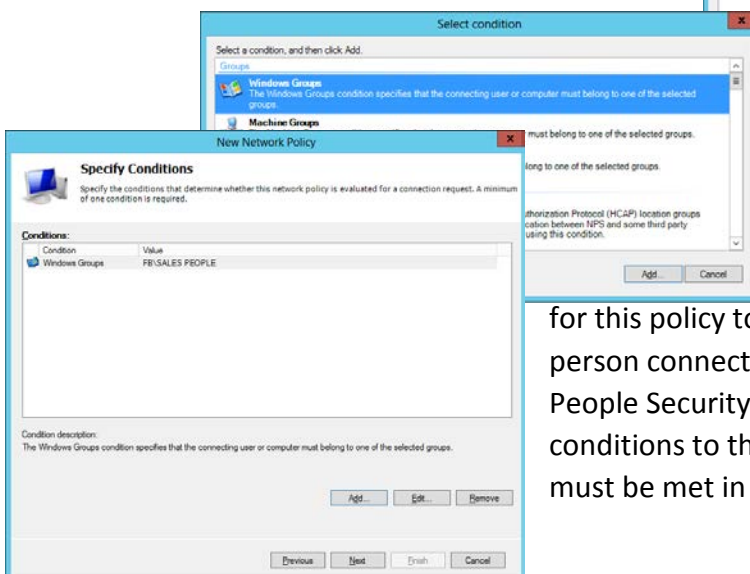 Select condition
x
Select a condition, and then click Add.
Groups
Windows Groups
The Windows Groups condition specifies that the connecting user or computer must belong to one of the selected
groups.
Machine Groups
must belong to one of the selected groups.
long to one of the selected groups.
thorization Protocol (HCAP) location groups
cation between NPS and some third party
using this condition.
Add... Cancel
New Network Policy
x
Specify Conditions
Specify the conditions that determine whether this network policy is evaluated for a connection request. A minimum
of one condition is required.
Conditions:
Condition Value
Windows Groups FB\SALES PEOPLE
Condition description:
The Windows Groups condition specifies that the connecting user or computer must belong to one of the selected groups.
Add... Edit... Remove
Previous Next Finish Cancel
for this policy to
person connect
People Security
conditions to th
must be met in